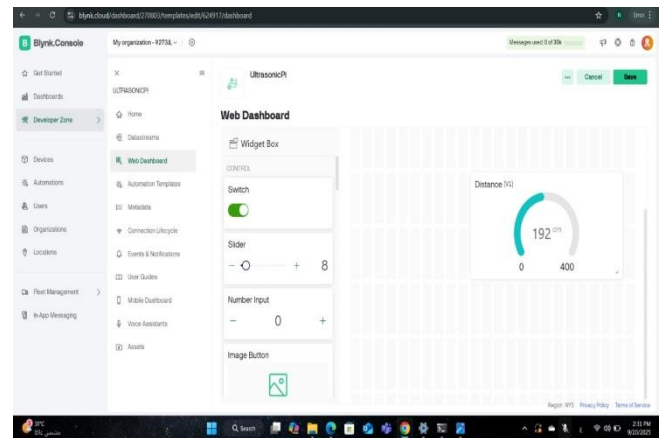 blynk.cloud/dashboard/278803/templates/edit/624917/dashboard
Blynk.Console
My organization - 9273JL
Messages used 0 of 30k
Get Started
Dashboards
Developer Zone
Devices
Automations
Users
Organizations
Locations
Fleet Management
In-App Messaging
ULTRASONICPI
Home
Datastreams
Web Dashboard
Automation Templates
Metadata
Connection Lifecycle
Events & Notifications
User Guides
Mobile Dashboard
Voice Assistants
Assets
UltrasonicPi
Cancel
Save
Web Dashboard
Widget Box
CONTROL
Switch
Slider
– + 8
Number Input
– 0 +
Image Button
Distance (V1)
192 cm
0 400
Region: NY3 Privacy Policy Terms of Service
Search
2:31 PM
9/20/2025